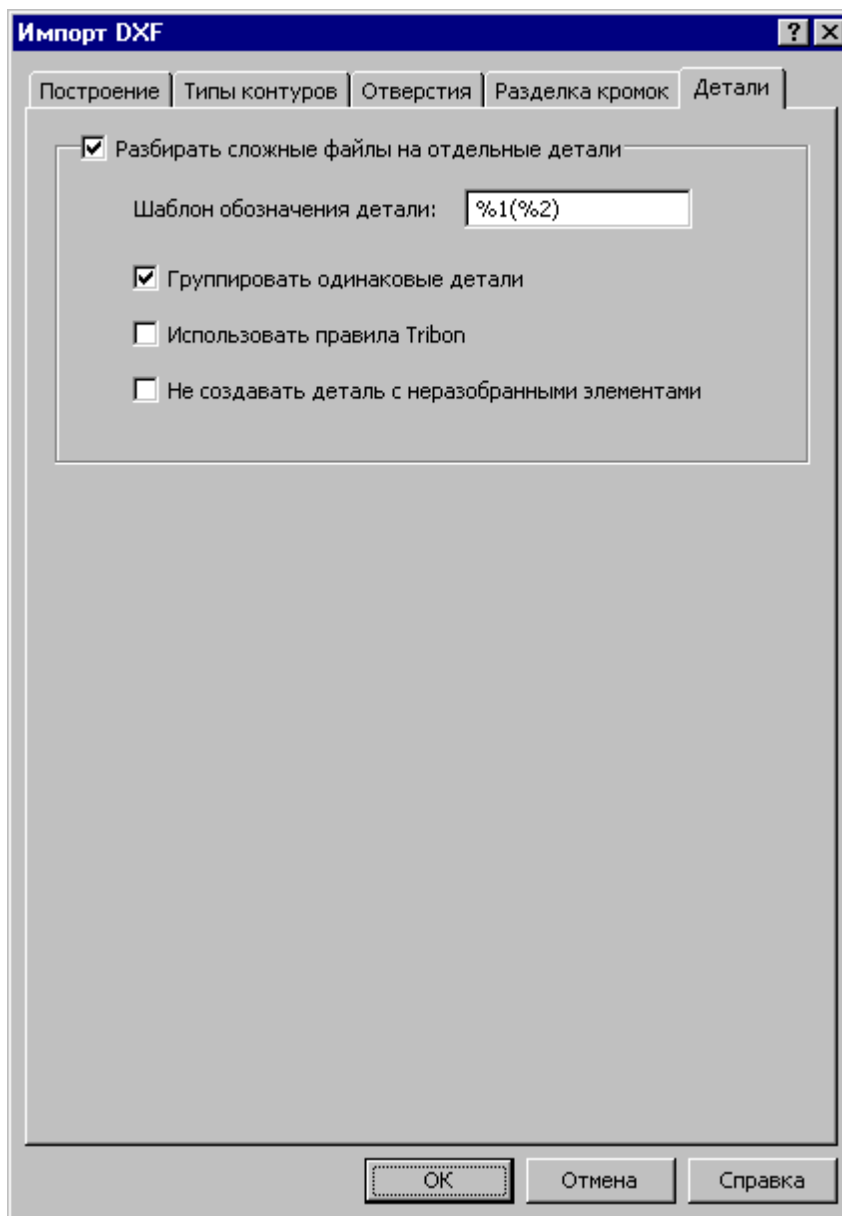 Импорт DXF
Построение Типы контуров Отверстия Разделка кромок Детали
Разбирать сложные файлы на отдельные детали
Шаблон обозначения детали: %1(%2)
Группировать одинаковые детали
Использовать правила Tribon
Не создавать деталь с неразобранными элементами
OK Отмена Справка